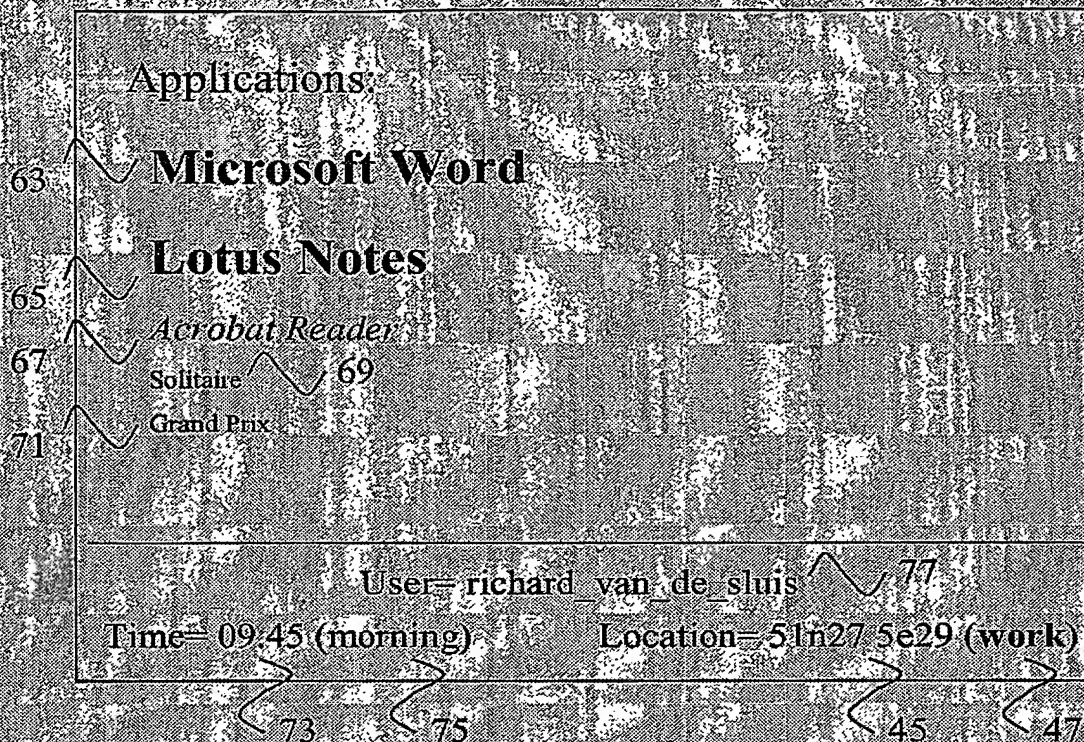 Applications:
63 Microsoft Word
Lotus Notes
65
Acrobat Reader
67
Solitaire 69
Grand Prix
71
User= richard_van_de_sluis 77
Time= 09:45 (morning) Location= 51n27 5e29 (work)
73 75 45 47